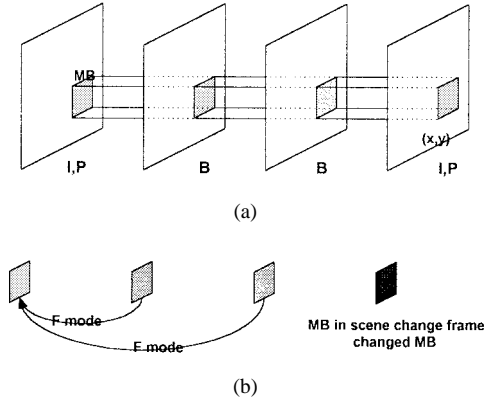 MB
(x,y)
I,P
B
B
I,P
(a)
F mode
F mode
MB in scene change frame
changed MB
(b)